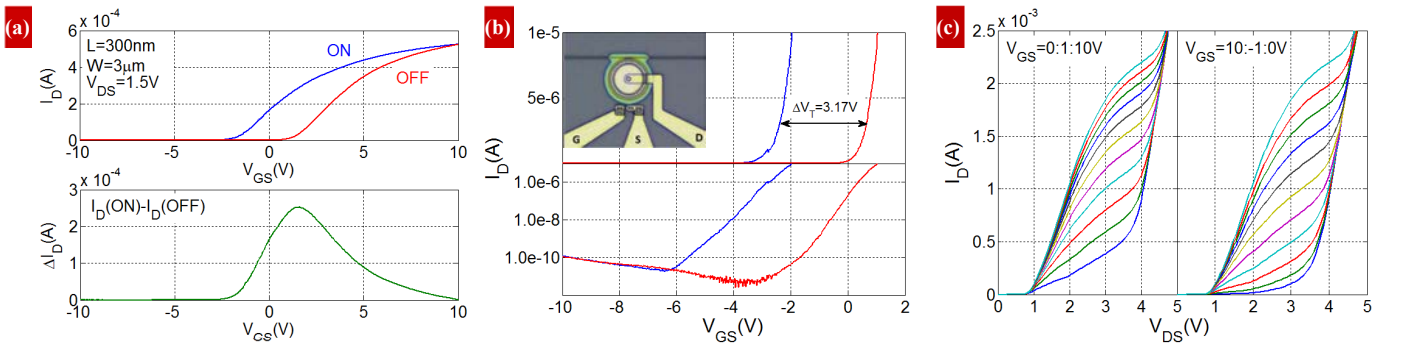 (a)
6 x 10^-4
L=300nm
W=3μm
V_DS=1.5V
ON
OFF
I_D(A)
4
2
0
-10 -5 0 5 10
V_GS(V)
3 x 10^-4
I_D(ON)-I_D(OFF)
ΔI_D(A)
2
1
0
-10 -5 0 5 10
V_GS(V)
(b)
1e-5
5e-6
G S D
ΔV_T=3.17V
I_D(A)
1.0e-6
1.0e-8
1.0e-10
-10 -8 -6 -4 -2 0 2
V_GS(V)
(c)
2.5 x 10^-3
V_GS=0:1:10V
V_GS=10:-1:0V
2
1.5
I_D(A)
1
0.5
0
0 1 2 3 4 5 1 2 3 4 5
V_DS(V)